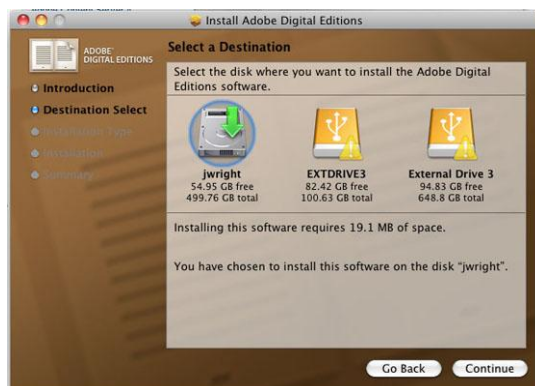 Install Adobe Digital Editions
ADOBE®
DIGITAL EDITIONS
Introduction
Destination Select
Installation Type
Installation
Summary
Select a Destination
Select the disk where you want to install the Adobe Digital
Editions software.
jwright
54.95 GB free
499.76 GB total
EXTDRIVE3
82.42 GB free
100.63 GB total
External Drive 3
94.83 GB free
648.8 GB total
Installing this software requires 19.1 MB of space.
You have chosen to install this software on the disk “jwright”.
Go Back
Continue